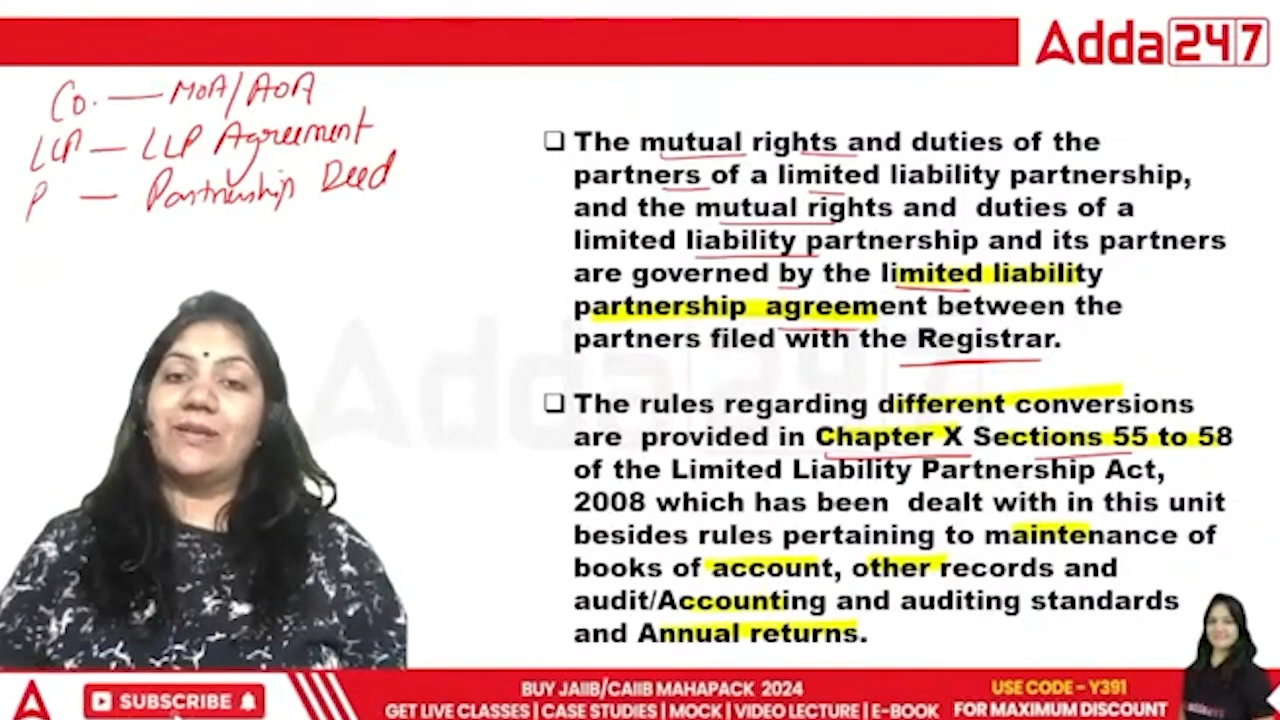 Adda 247
Co. — MOA/AOA
LLP — LLP Agreement
P — Partnership Deed
❑ The mutual rights and duties of the
partners of a limited liability partnership,
and the mutual rights and duties of a
limited liability partnership and its partners
are governed by the limited liability
partnership agreement between the
partners filed with the Registrar.
❑ The rules regarding different conversions
are provided in Chapter X Sections 55 to 58
of the Limited Liability Partnership Act,
2008 which has been dealt with in this unit
besides rules pertaining to maintenance of
books of account, other records and
audit/Accounting and auditing standards
and Annual returns.
Adda 247
SUBSCRIBE
BUY JAIIB/CAIIB MAHAPACK 2024
GET LIVE CLASSES | CASE STUDIES | MOCK | VIDEO LECTURE | E-BOOK
USE CODE - Y391
FOR MAXIMUM DISCOUNT